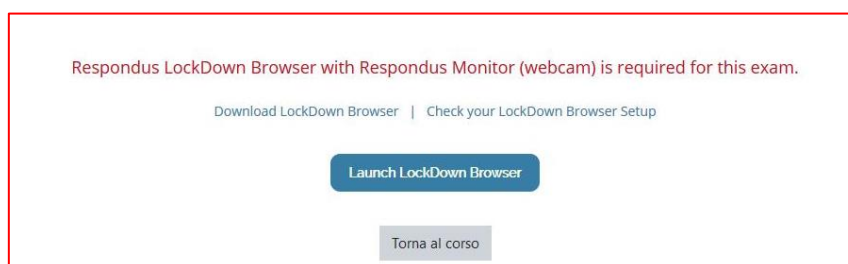 Respondus LockDown Browser with Respondus Monitor (webcam) is required for this exam.
Download LockDown Browser | Check your LockDown Browser Setup
Launch LockDown Browser
Torna al corso